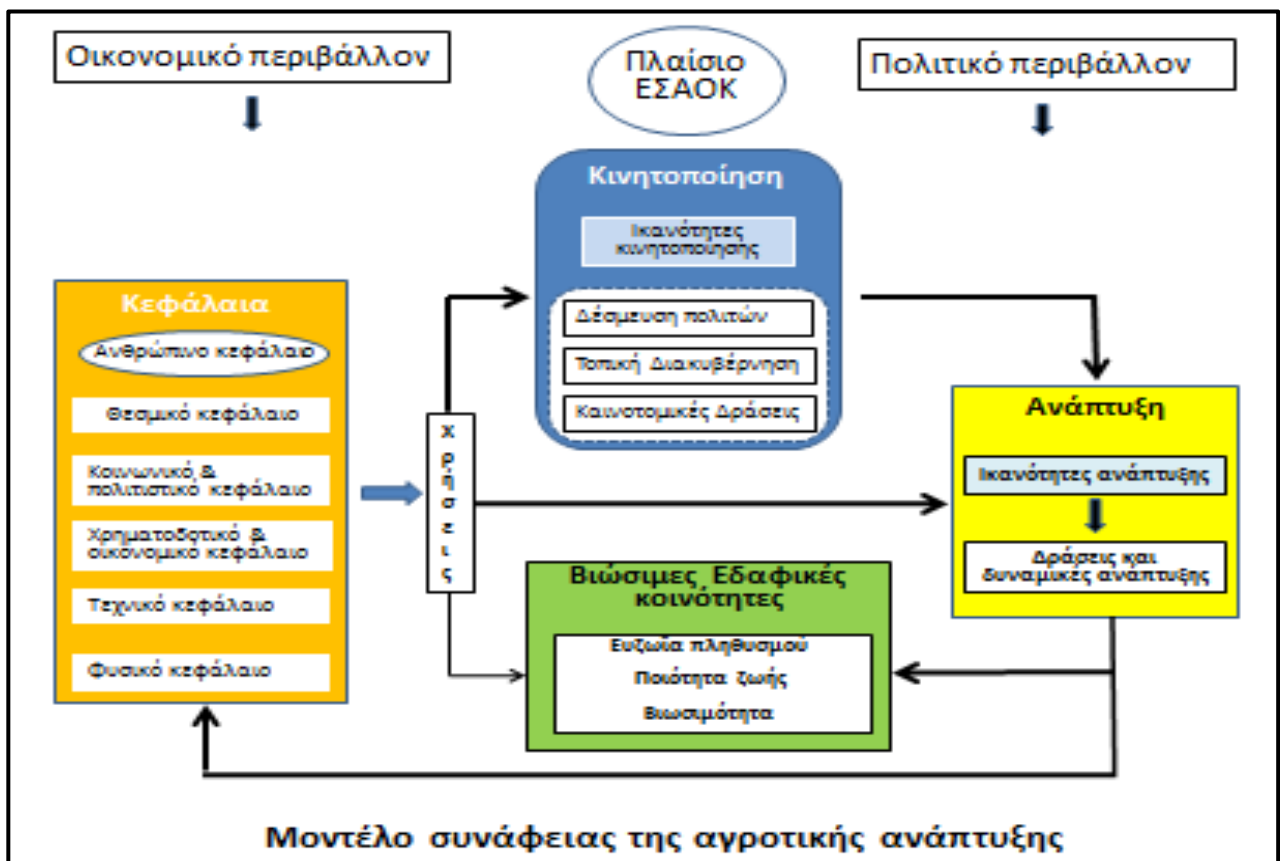 Οικονομικό περιβάλλον
Πλαίσιο
ΕΣΑΟΚ
Πολιτικό περιβάλλον
Κινητοποίηση
Ικανότητες
κινητοποίησης
Δέσμευση πολιτών
Τοπική Διακυβέρνηση
Καινοτομικές Δράσεις
Κεφάλαια
Ανθρώπινο κεφάλαιο
Θεσμικό κεφάλαιο
Κοινωνικό &
πολιτιστικό κεφάλαιο
Χρηματοδοτικό &
οικονομικό κεφάλαιο
Τεχνικό κεφάλαιο
Φυσικό κεφάλαιο
Χρήσεις
Ανάπτυξη
Ικανότητες ανάπτυξης
Δράσεις και
δυναμικές ανάπτυξης
Βιώσιμες Εδαφικές
κοινότητες
Ευζωία πληθυσμού
Ποιότητα ζωής
Βιωσιμότητα
Μοντέλο συνάφειας της αγροτικής ανάπτυξης